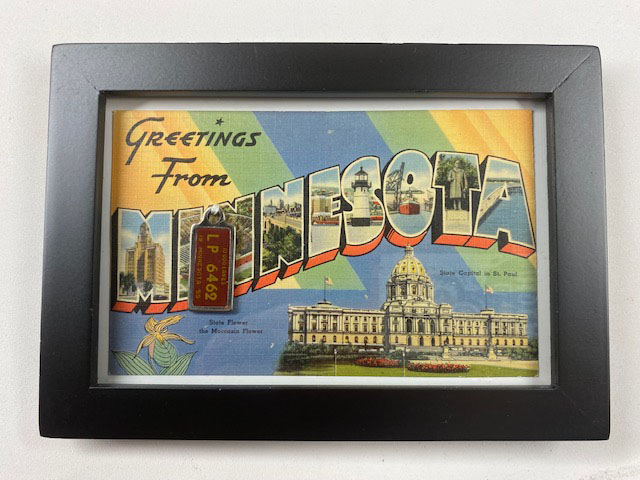 GREETINGS
From
MINNESOTA
LP 6462
State Capitol in St. Paul
State Flower
the Moccasin Flower